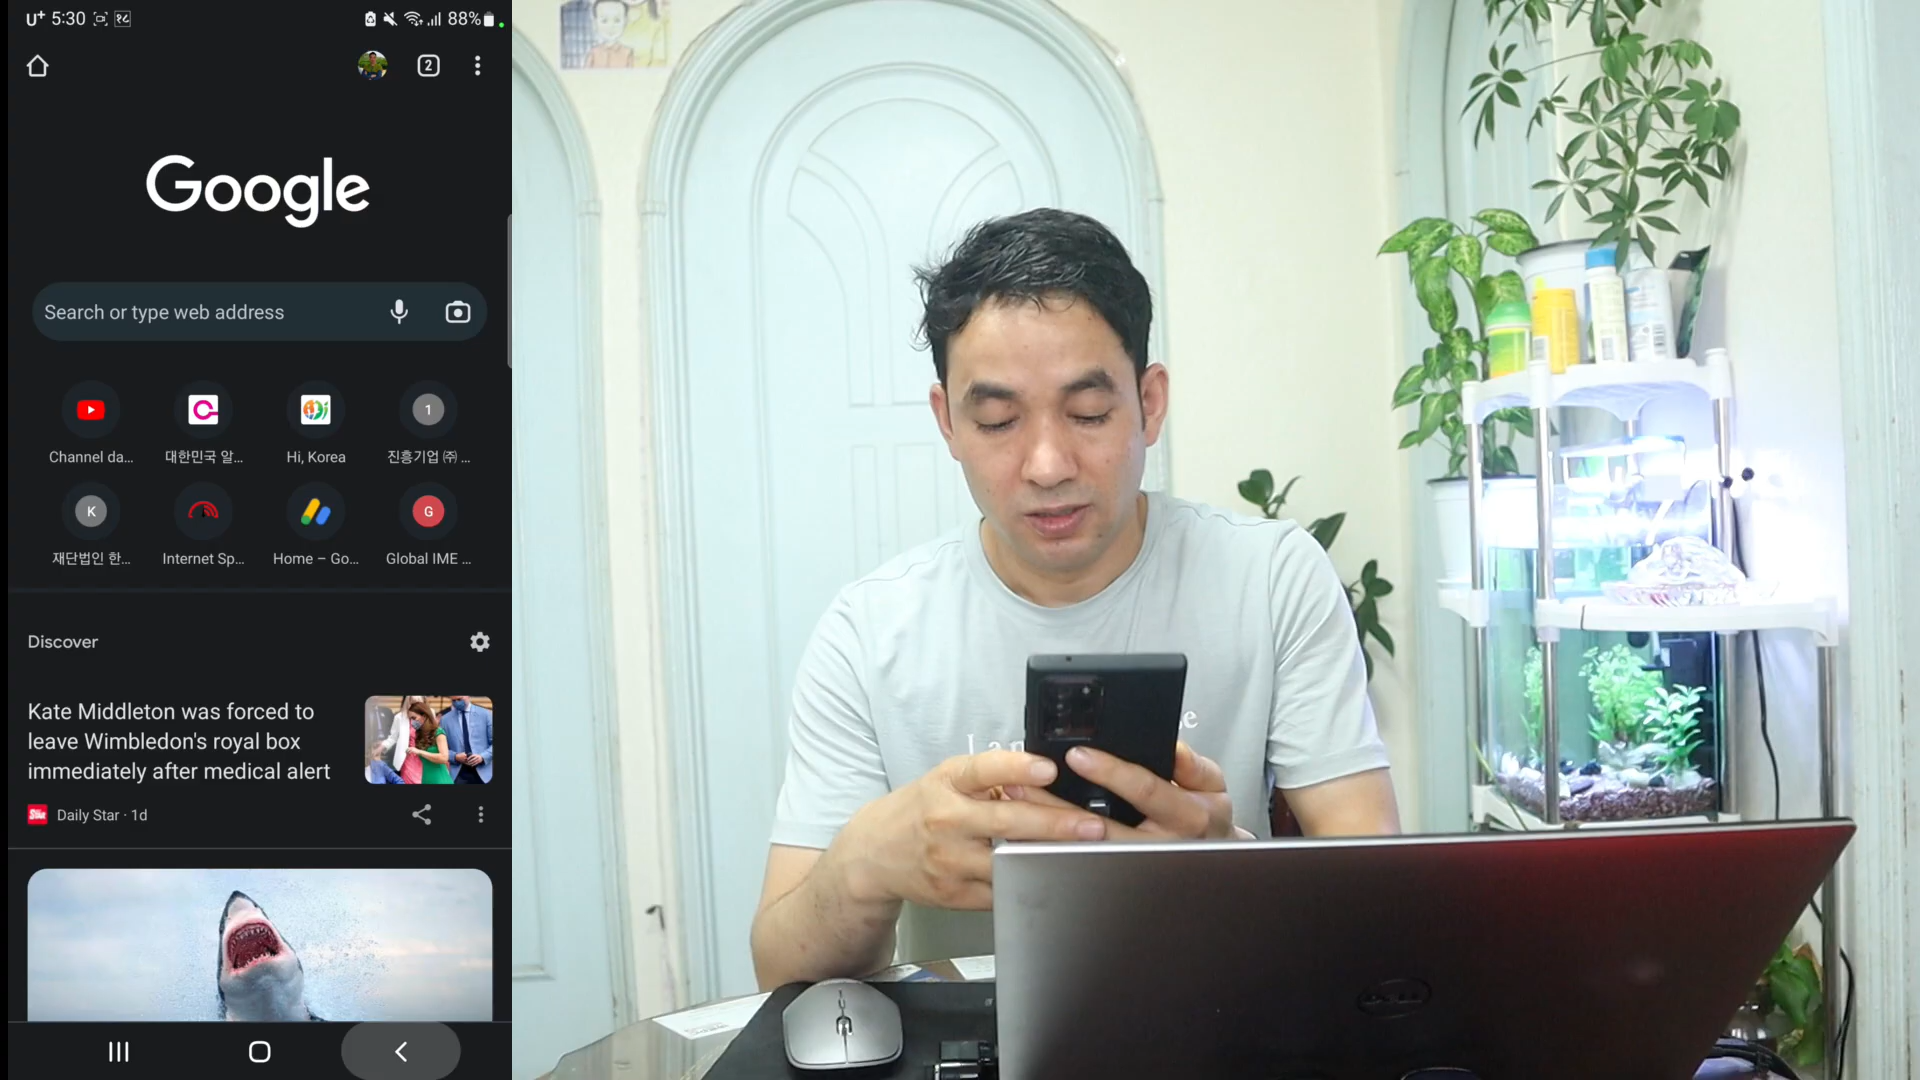 U+ 5:30
88%
2
Google
Search or type web address
Channel da...
대한민국 알...
Hi, Korea
1
진흥기업 ㈜ ...
K
재단법인 한...
Internet Sp...
Home – Go...
G
Global IME ...
Discover
Kate Middleton was forced to
leave Wimbledon's royal box
immediately after medical alert
Daily Star · 1d
DELL